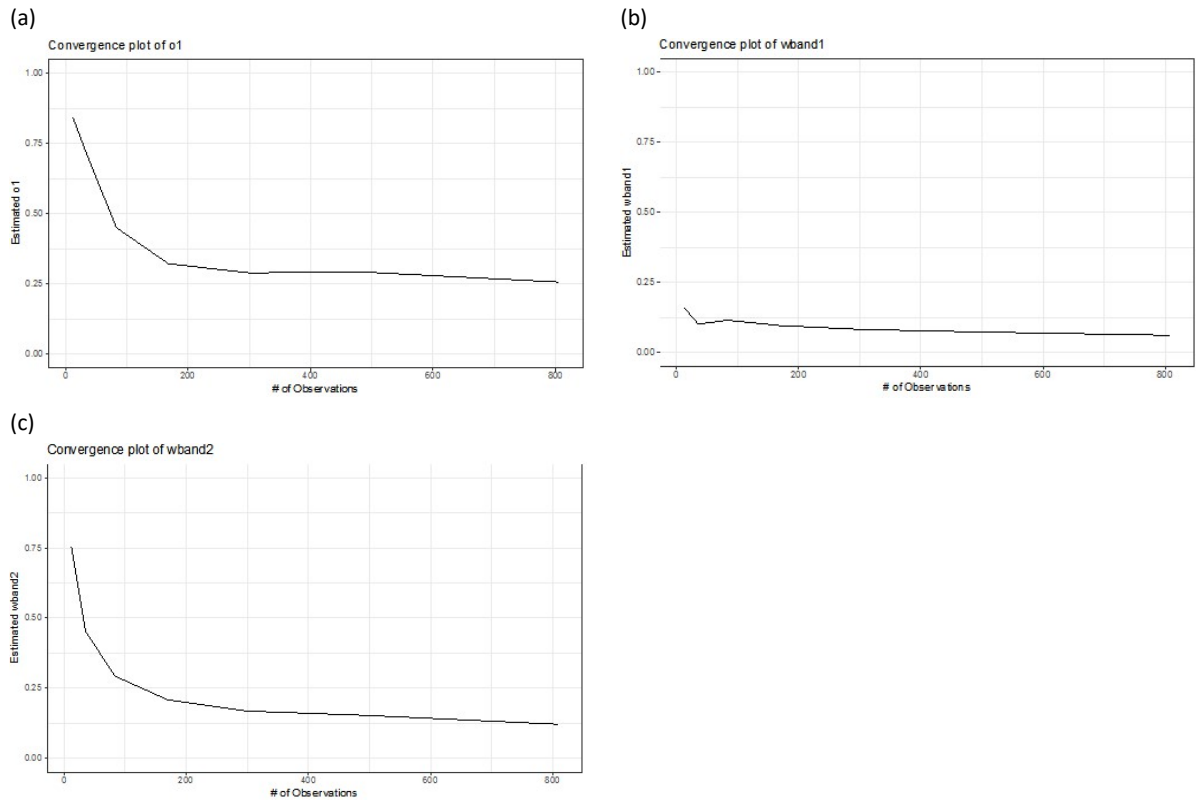 (a)
Convergence plot of o1
1.00
0.75
0.50
0.25
0.00
Estimated o1
0
200
400
600
800
# of Observations
(b)
Convergence plot of wband1
1.00
0.75
0.50
0.25
0.00
Estimated wband1
0
200
400
600
800
# of Observations
(c)
Convergence plot of wband2
1.00
0.75
0.50
0.25
0.00
Estimated wband2
0
200
400
600
800
# of Observations